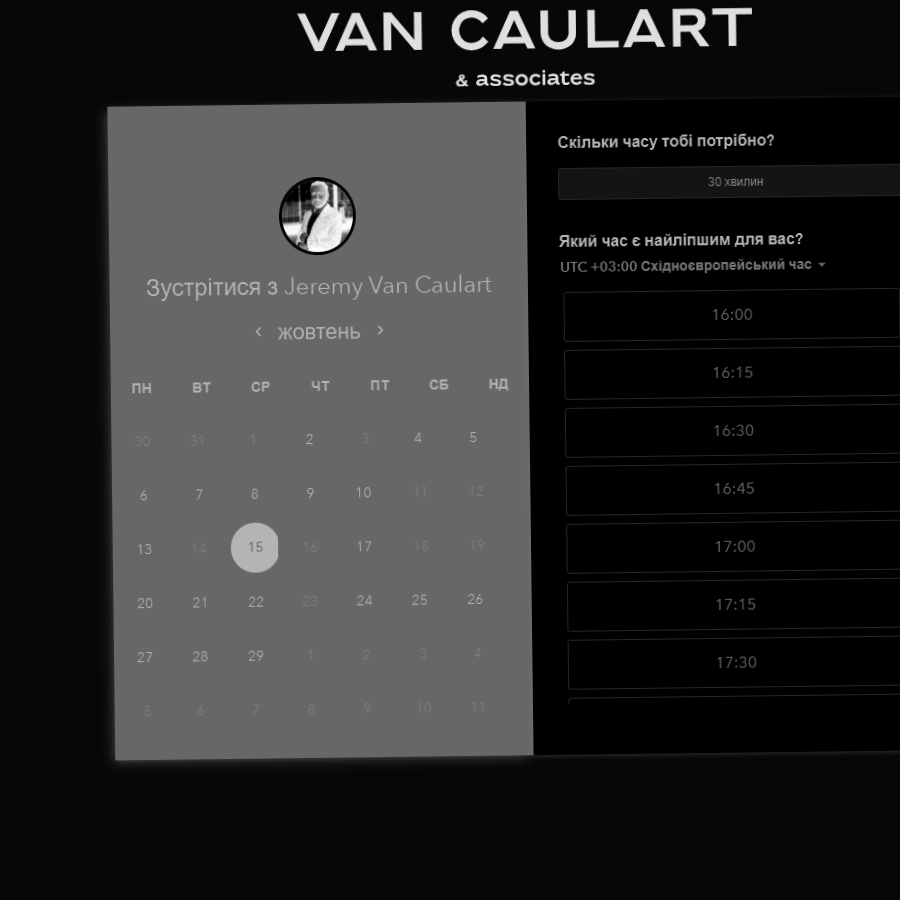 VAN CAULART
& associates
Зустрітися з Jeremy Van Caulart
жовтень
ПН ВТ СР ЧТ ПТ СБ НД
30 31 1 2 3 4 5
6 7 8 9 10 11 12
13 14 15 16 17 18 19
20 21 22 23 24 25 26
27 28 29 1 2 3 4
5 6 7 8 9 10 11
Скільки часу тобі потрібно?
30 хвилин
Який час є найліпшим для вас?
UTC +03:00 Східноєвропейський час
16:00
16:15
16:30
16:45
17:00
17:15
17:30